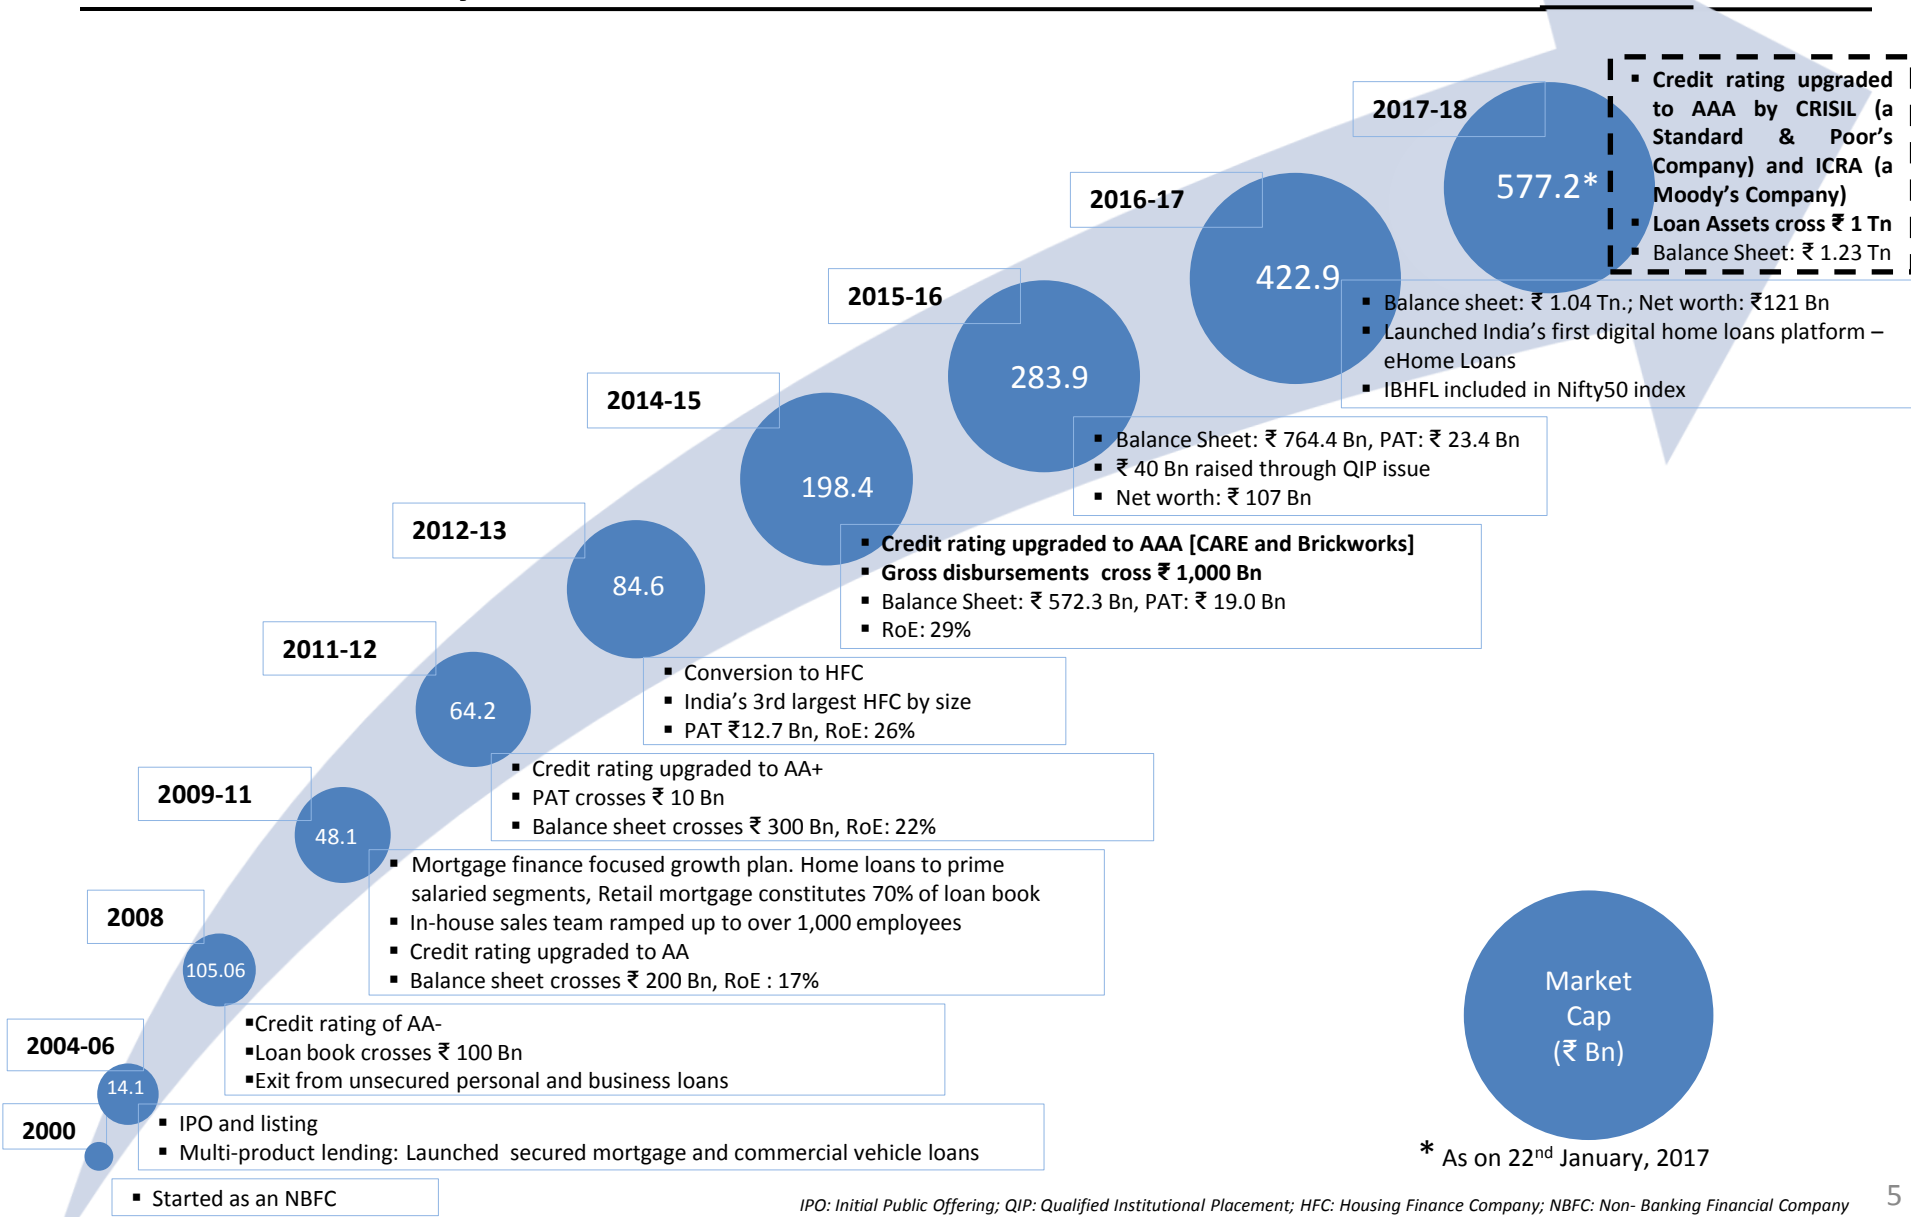 2017-18
577.2*
▪ Credit rating upgraded
to AAA by CRISIL (a
Standard & Poor's
Company) and ICRA (a
Moody's Company)
▪ Loan Assets cross ₹ 1 Tn
▪ Balance Sheet: ₹ 1.23 Tn
2016-17
422.9
▪ Balance sheet: ₹ 1.04 Tn.; Net worth: ₹121 Bn
▪ Launched India's first digital home loans platform –
eHome Loans
▪ IBHFL included in Nifty50 index
2015-16
283.9
▪ Balance Sheet: ₹ 764.4 Bn, PAT: ₹ 23.4 Bn
▪ ₹ 40 Bn raised through QIP issue
▪ Net worth: ₹ 107 Bn
2014-15
198.4
▪ Credit rating upgraded to AAA [CARE and Brickworks]
▪ Gross disbursements cross ₹ 1,000 Bn
▪ Balance Sheet: ₹ 572.3 Bn, PAT: ₹ 19.0 Bn
▪ RoE: 29%
2012-13
84.6
▪ Conversion to HFC
▪ India's 3rd largest HFC by size
▪ PAT ₹12.7 Bn, RoE: 26%
2011-12
64.2
▪ Credit rating upgraded to AA+
▪ PAT crosses ₹ 10 Bn
▪ Balance sheet crosses ₹ 300 Bn, RoE: 22%
2009-11
48.1
▪ Mortgage finance focused growth plan. Home loans to prime
salaried segments, Retail mortgage constitutes 70% of loan book
▪ In-house sales team ramped up to over 1,000 employees
▪ Credit rating upgraded to AA
▪ Balance sheet crosses ₹ 200 Bn, RoE : 17%
2008
105.06
▪Credit rating of AA-
▪Loan book crosses ₹ 100 Bn
▪Exit from unsecured personal and business loans
2004-06
14.1
▪ IPO and listing
▪ Multi-product lending: Launched secured mortgage and commercial vehicle loans
2000
▪ Started as an NBFC
Market
Cap
(₹ Bn)
* As on 22nd January, 2017
IPO: Initial Public Offering; QIP: Qualified Institutional Placement; HFC: Housing Finance Company; NBFC: Non- Banking Financial Company
5